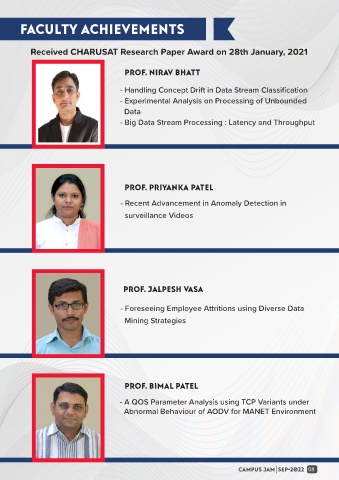 FACULTY ACHIEVEMENTS
Received CHARUSAT Research Paper Award on 28th January, 2021
PROF. NIRAV BHATT
- Handling Concept Drift in Data Stream Classification
- Experimental Analysis on Processing of Unbounded
Data
- Big Data Stream Processing : Latency and Throughput
PROF. PRIYANKA PATEL
- Recent Advancement in Anomaly Detection in
surveillance Videos
PROF. JALPESH VASA
- Foreseeing Employee Attritions using Diverse Data
Mining Strategies
PROF. BIMAL PATEL
- A QOS Parameter Analysis using TCP Variants under
Abnormal Behaviour of AODV for MANET Environment
CAMPUS JAM | SEP-2022 08